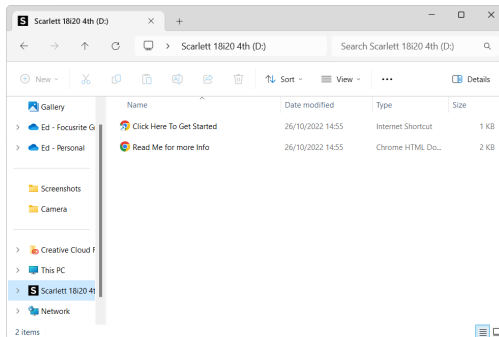 Scarlett 18i20 4th (D:)
Scarlett 18i20 4th (D:)
Search Scarlett 18i20 4th (D:)
New
Sort
View
Details
Gallery
Ed - Focusrite G
Ed - Personal
Screenshots
Camera
Creative Cloud F
This PC
Scarlett 18i20 4t
Network
Name Date modified Type Size
Click Here To Get Started 26/10/2022 14:55 Internet Shortcut 1 KB
Read Me for more Info 26/10/2022 14:55 Chrome HTML Do... 2 KB
2 items